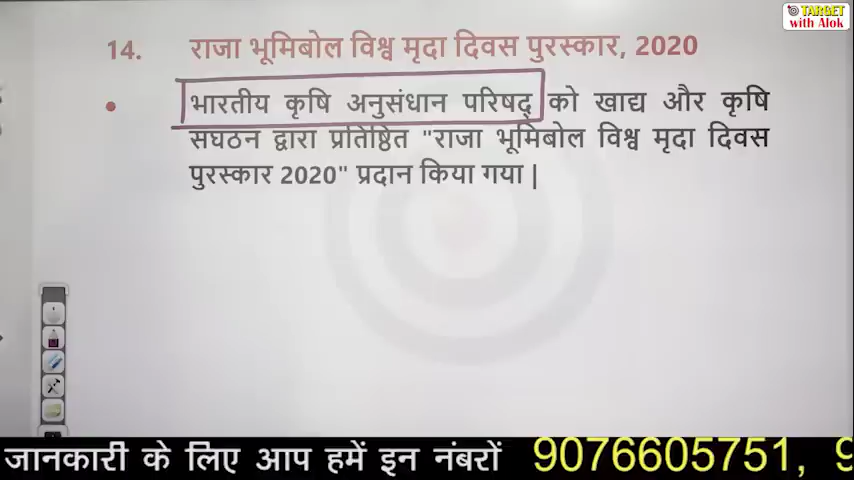 TARGET
with Alok
14. राजा भूमिबोल विश्व मृदा दिवस पुरस्कार, 2020
• भारतीय कृषि अनुसंधान परिषद् को खाद्य और कृषि
सघठन द्वारा प्रतिष्ठित "राजा भूमिबोल विश्व मृदा दिवस
पुरस्कार 2020" प्रदान किया गया |
जानकारी के लिए आप हमें इन नंबरों 9076605751, 9